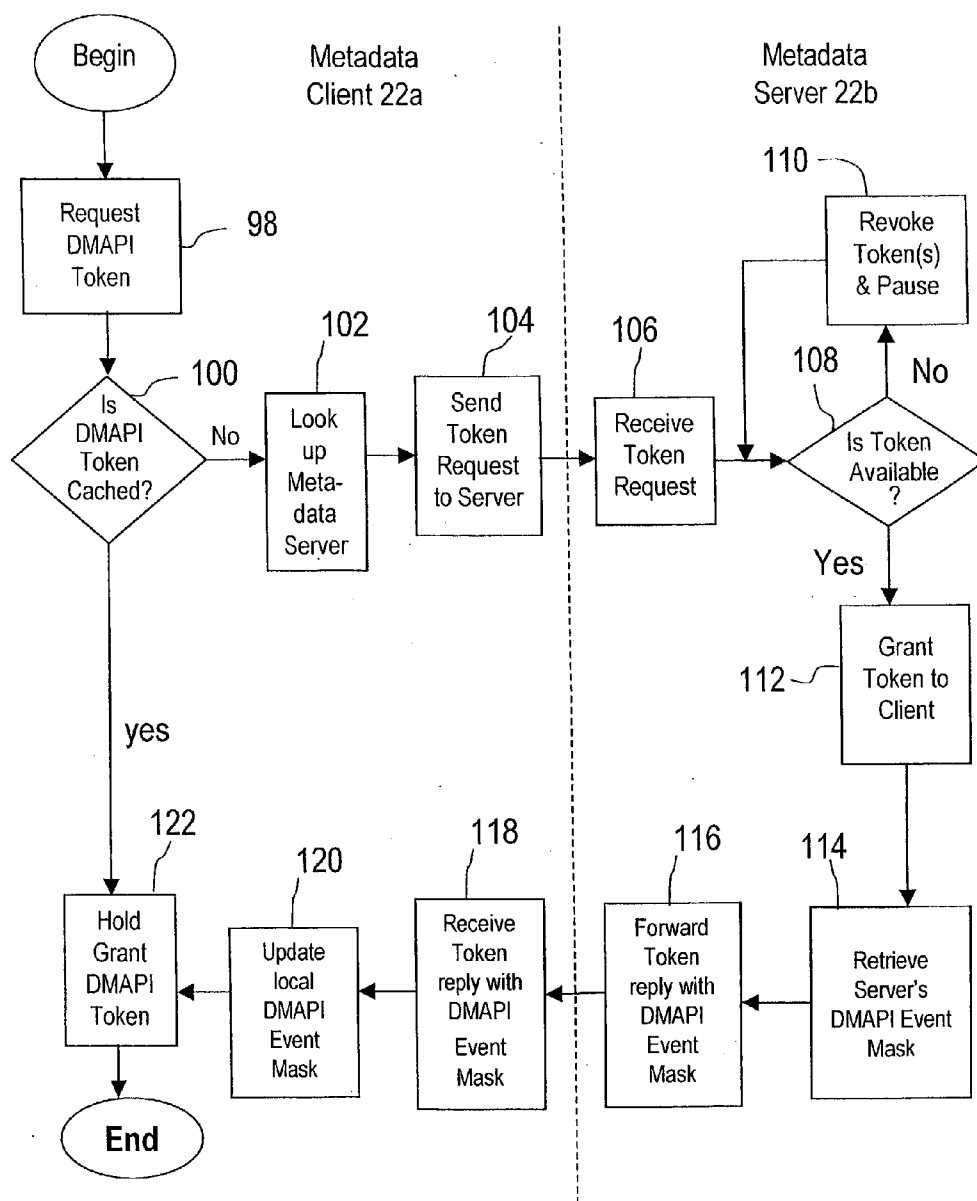 Begin
Metadata
Client 22a
Metadata
Server 22b
Request
DMAPI
Token
98
110
Revoke
Token(s)
& Pause
100
Is
DMAPI
Token
Cached?
No
102
Look
up
Meta-
data
Server
104
Send
Token
Request
to Server
106
Receive
Token
Request
108
No
Is Token
Available
?
Yes
yes
112
Grant
Token to
Client
122
Hold
Grant
DMAPI
Token
120
Update
local
DMAPI
Event
Mask
118
Receive
Token
reply with
DMAPI
Event
Mask
116
Forward
Token
reply with
DMAPI
Event
Mask
114
Retrieve
Server's
DMAPI Event
Mask
End